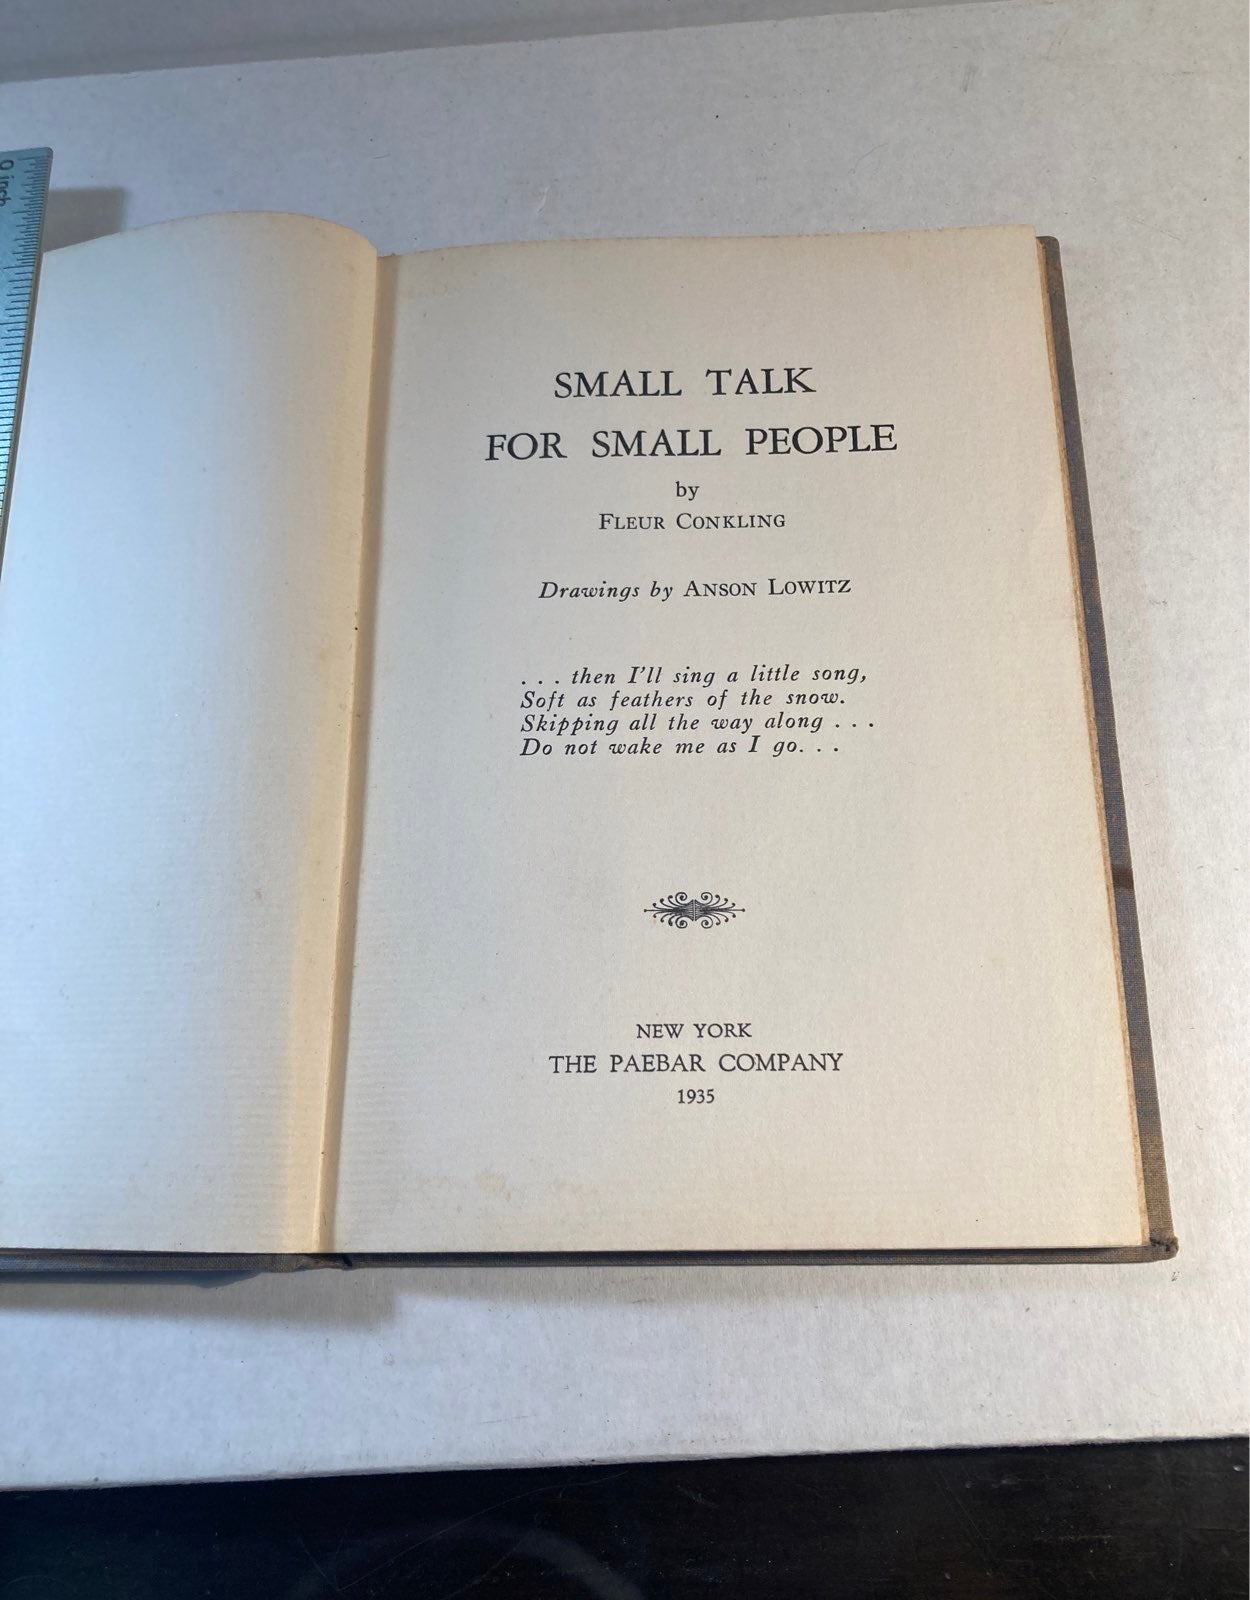 0 inch
SMALL TALK
FOR SMALL PEOPLE
by
FLEUR CONKLING
Drawings by ANSON LOWITZ
. . . then I'll sing a little song,
Soft as feathers of the snow.
Skipping all the way along . . .
Do not wake me as I go. . .
NEW YORK
THE PAEBAR COMPANY
1935